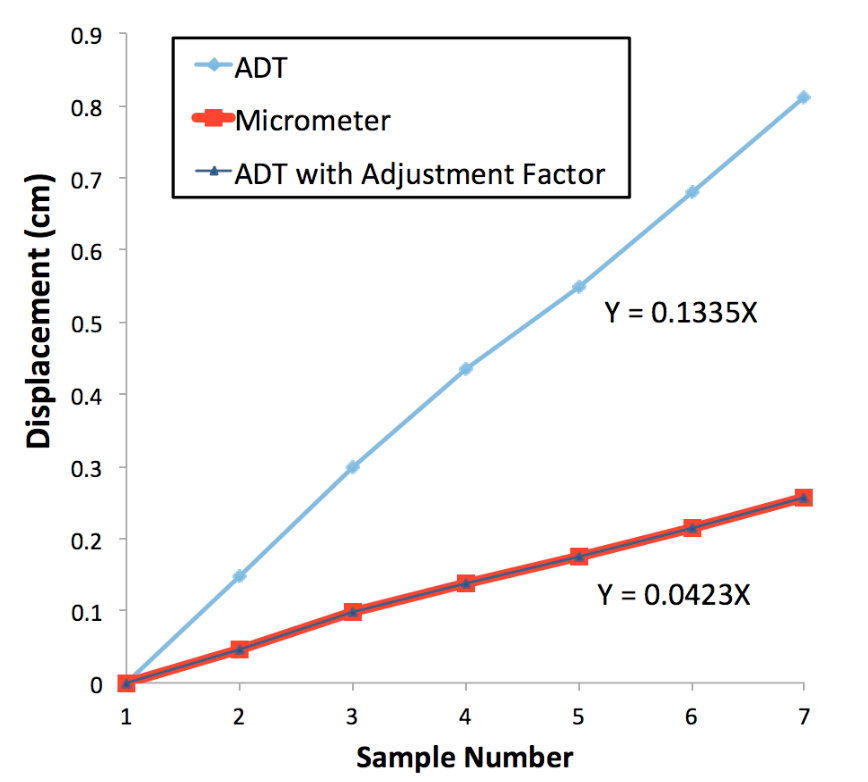 0.9
0.8
0.7
0.6
0.5
0.4
0.3
0.2
0.1
0
Displacement (cm)
ADT
Micrometer
ADT with Adjustment Factor
Y = 0.1335X
Y = 0.0423X
1 2 3 4 5 6 7
Sample Number